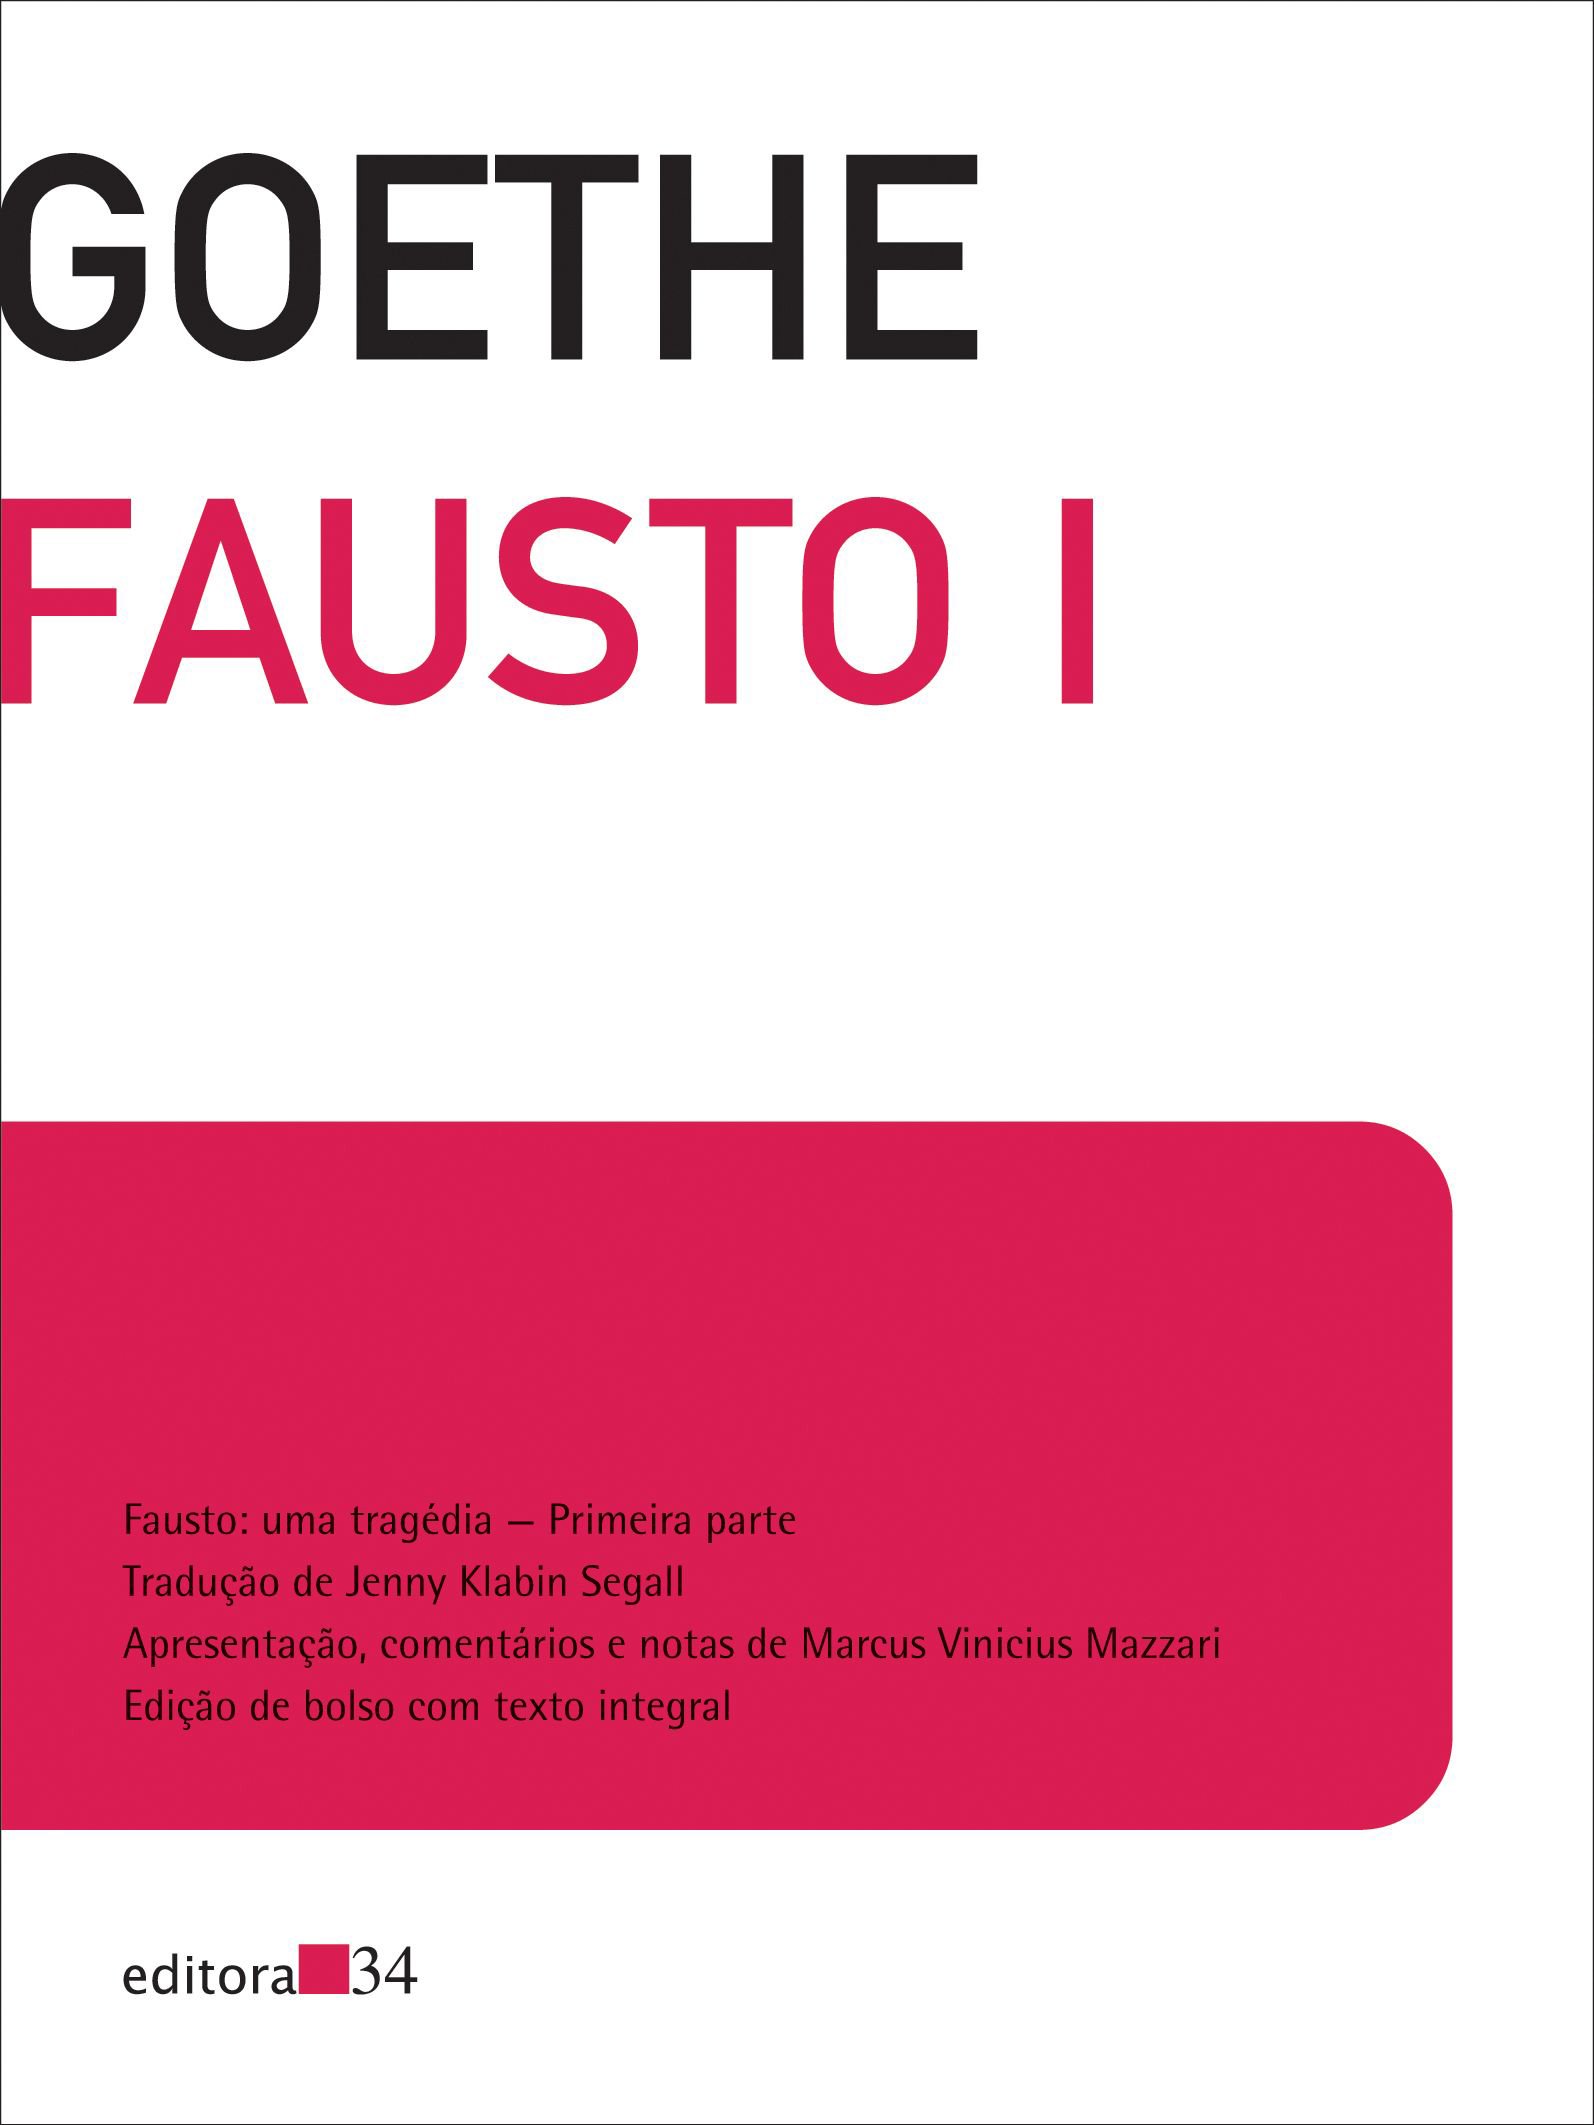 GOETHE
FAUSTO I
Fausto: uma tragédia — Primeira parte
Tradução de Jenny Klabin Segall
Apresentação, comentários e notas de Marcus Vinicius Mazzari
Edição de bolso com texto integral
editora 34